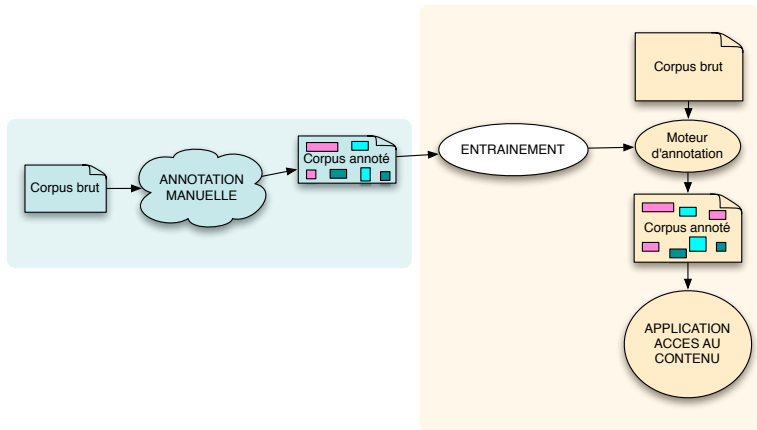 Corpus brut
ANNOTATION
MANUELLE
Corpus annoté
ENTRAINEMENT
Corpus brut
Moteur
d'annotation
Corpus annoté
APPLICATION
ACCES AU
CONTENU